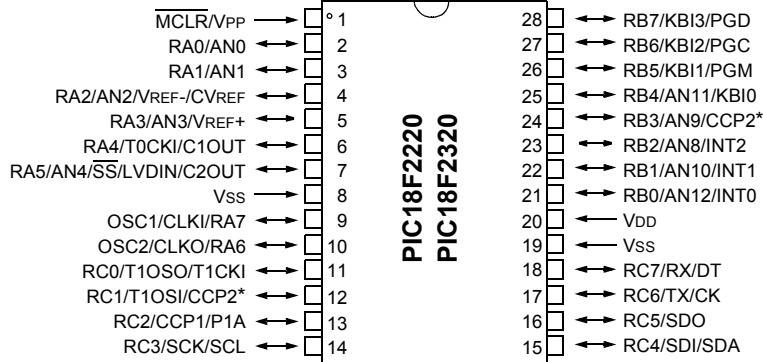 MCLR/VPP 1 28 RB7/KBI3/PGD
RA0/AN0 2 27 RB6/KBI2/PGC
RA1/AN1 3 26 RB5/KBI1/PGM
RA2/AN2/VREF-/CVREF 4 25 RB4/AN11/KBI0
RA3/AN3/VREF+ 5 24 RB3/AN9/CCP2*
RA4/T0CKI/C1OUT 6 23 RB2/AN8/INT2
RA5/AN4/SS/LVDIN/C2OUT 7 22 RB1/AN10/INT1
VSS 8 21 RB0/AN12/INT0
OSC1/CLKI/RA7 9 20 VDD
OSC2/CLKO/RA6 10 19 VSS
RC0/T1OSO/T1CKI 11 18 RC7/RX/DT
RC1/T1OSI/CCP2* 12 17 RC6/TX/CK
RC2/CCP1/P1A 13 16 RC5/SDO
RC3/SCK/SCL 14 15 RC4/SDI/SDA
PIC18F2220
PIC18F2320